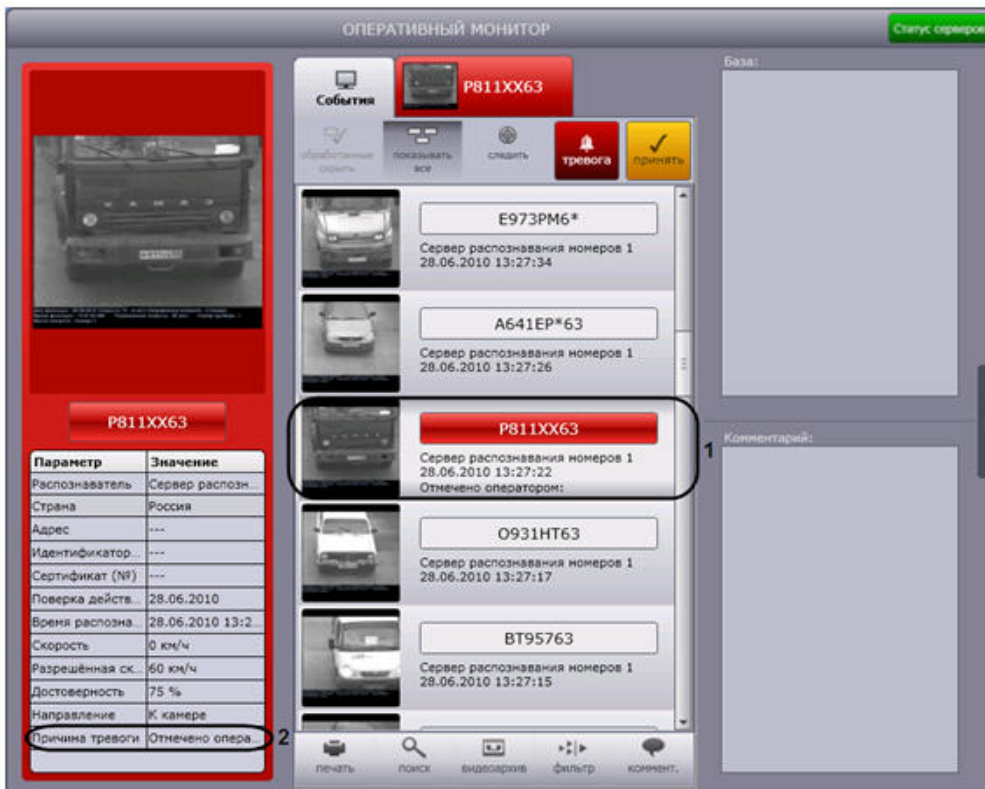 ОПЕРАТИВНЫЙ МОНИТОР
Статус серверов
КАМАЗ
P811XX63
Параметр Значение
Распознаватель Сервер распозн...
Страна Россия
Адрес ---
Идентификатор... ---
Сертификат (№) ---
Поверка действ... 28.06.2010
Время распозна... 28.06.2010 13:2...
Скорость 0 км/ч
Разрешённая ск... 60 км/ч
Достоверность 75 %
Направление К камере
Причина тревоги Отмечено опера...
2
События
P811XX63
обработанные скрыть
показывать все
следить
тревога
принять
E973PM6*
Сервер распознавания номеров 1
28.06.2010 13:27:34
A641EP*63
Сервер распознавания номеров 1
28.06.2010 13:27:26
P811XX63
Сервер распознавания номеров 1
28.06.2010 13:27:22
Отмечено оператором:
1
O931HT63
Сервер распознавания номеров 1
28.06.2010 13:27:17
BT95763
Сервер распознавания номеров 1
28.06.2010 13:27:15
печать поиск видеоархив фильтр коммент.
База:
Комментарий: